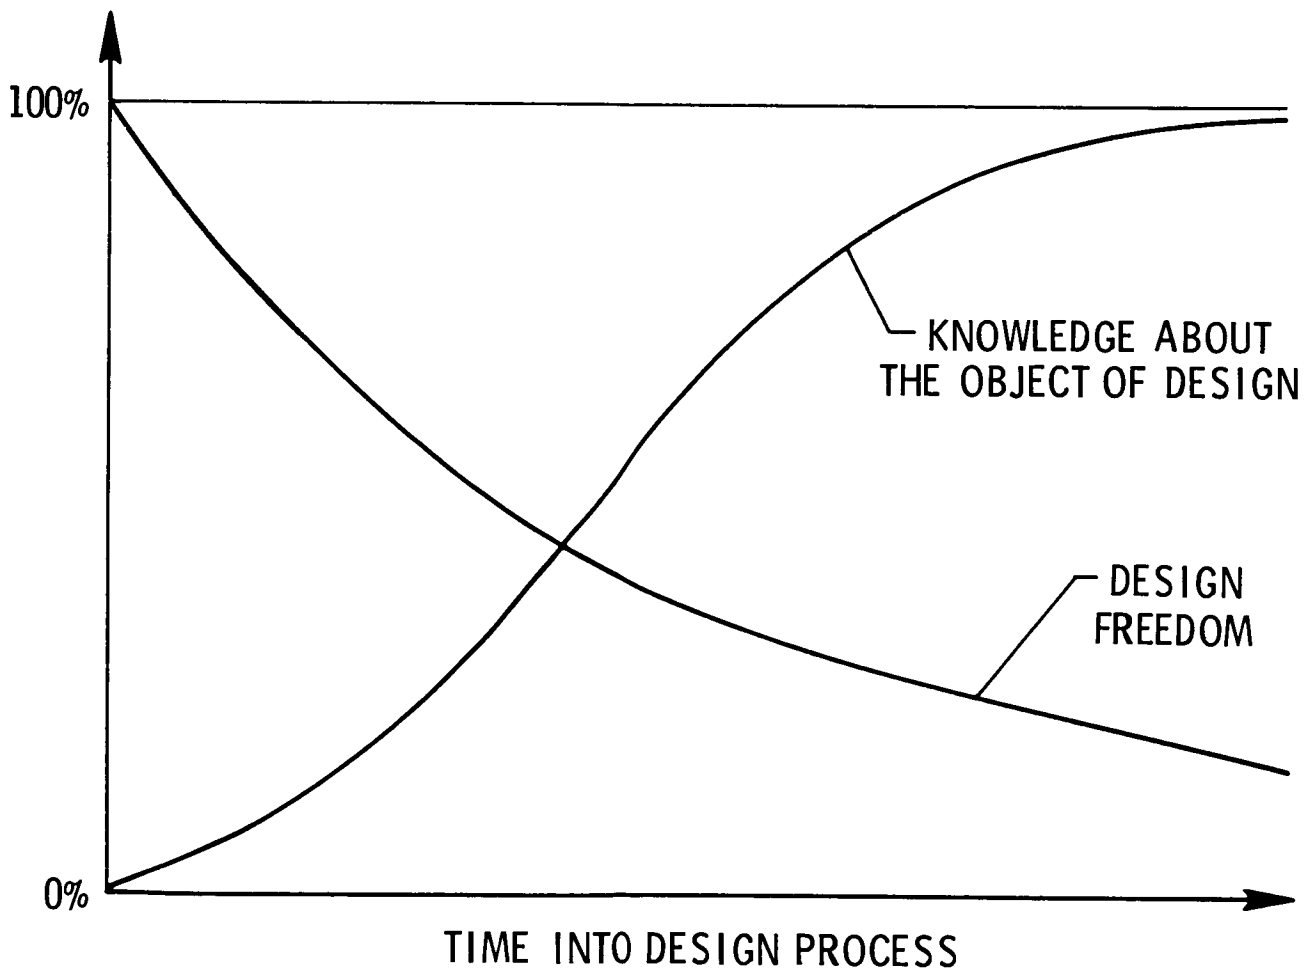 100%
KNOWLEDGE ABOUT
THE OBJECT OF DESIGN
DESIGN
FREEDOM
0%
TIME INTO DESIGN PROCESS